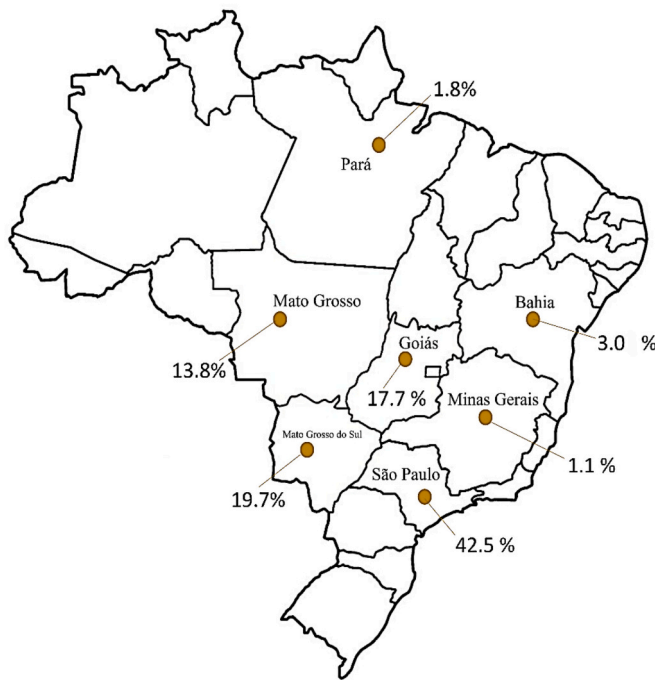 1.8%
Pará
Mato Grosso
Bahia
3.0 %
Goiás
13.8%
17.7 %
Minas Gerais
Mato Grosso do Sul
1.1 %
São Paulo
19.7%
42.5 %